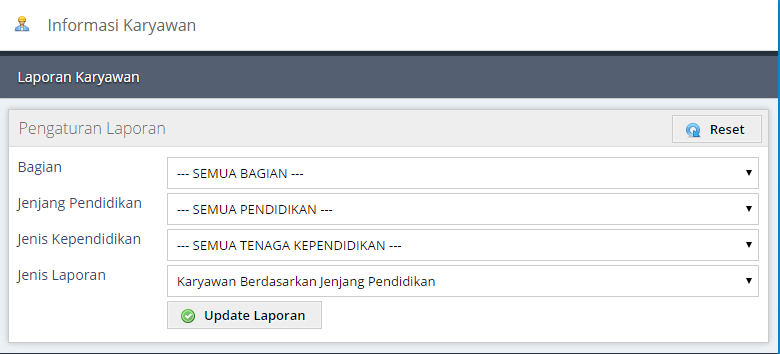 Informasi Karyawan
Laporan Karyawan
Pengaturan Laporan
Reset
Bagian
--- SEMUA BAGIAN ---
Jenjang Pendidikan
--- SEMUA PENDIDIKAN ---
Jenis Kependidikan
--- SEMUA TENAGA KEPENDIDIKAN ---
Jenis Laporan
Karyawan Berdasarkan Jenjang Pendidikan
Update Laporan